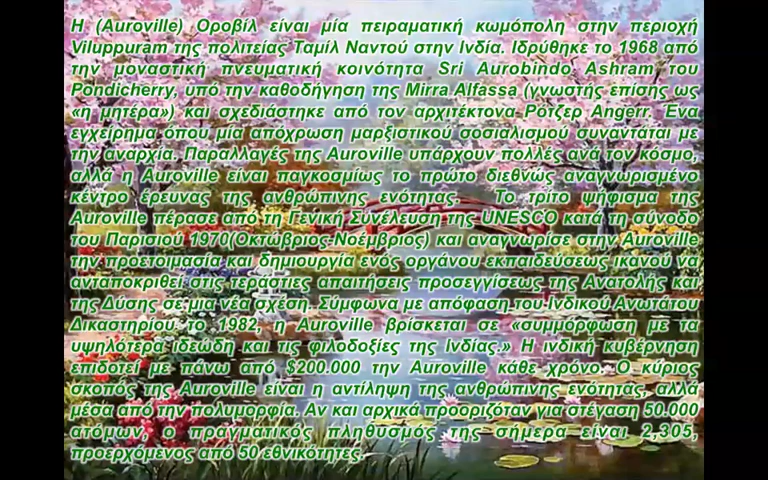 Η (Auroville) Οροβίλ είναι μία πειραματική κωμόπολη στην περιοχή
Viluppuram της πολιτείας Ταμίλ Ναντού στην Ινδία. Ιδρύθηκε το 1968 από
την μοναστική πνευματική κοινότητα Sri Aurobindo Ashram του
Pondicherry, υπό την καθοδήγηση της Mirra Alfassa (γνωστής επίσης ως
«η μητέρα») και σχεδιάστηκε από τον αρχιτέκτονα Ρότζερ Angerr. Ένα
εγχείρημα όπου μία απόχρωση μαρξιστικού σοσιαλισμού συναντάται με
την αναρχία. Παραλλαγές της Auroville υπάρχουν πολλές ανά τον κόσμο,
αλλά η Auroville είναι παγκοσμίως το πρώτο διεθνώς αναγνωρισμένο
κέντρο έρευνας της ανθρώπινης ενότητας. Το τρίτο ψήφισμα της
Auroville πέρασε από τη Γενική Συνέλευση της UNESCO κατά τη σύνοδο
του Παρισιού 1970(Οκτώβριος-Νοέμβριος) και αναγνωρίσε στην Auroville
την προετοιμασία και δημιουργία ενός οργάνου εκπαιδεύσεως ικανού να
ανταποκριθεί στις τεράστιες απαιτήσεις προσεγγίσεως της Ανατολής και
της Δύσης σε μια νέα σχέση. Σύμφωνα με απόφαση του Ινδικού Ανωτάτου
Δικαστηρίου το 1982, η Auroville βρίσκεται σε «συμμόρφωση με τα
υψηλότερα ιδεώδη και τις φιλοδοξίες της Ινδίας.» Η ινδική κυβέρνηση
επιδοτεί με πάνω από $200.000 την Auroville κάθε χρόνο. Ο κύριος
σκοπός της Auroville είναι η αντίληψη της ανθρώπινης ενότητας, αλλά
μέσα από την πολυμορφία. Αν και αρχικά προοριζόταν για στέγαση 50.000
ατόμων, ο πραγματικός πληθυσμός της σήμερα είναι 2,305,
προερχόμενος από 50 εθνικότητες.